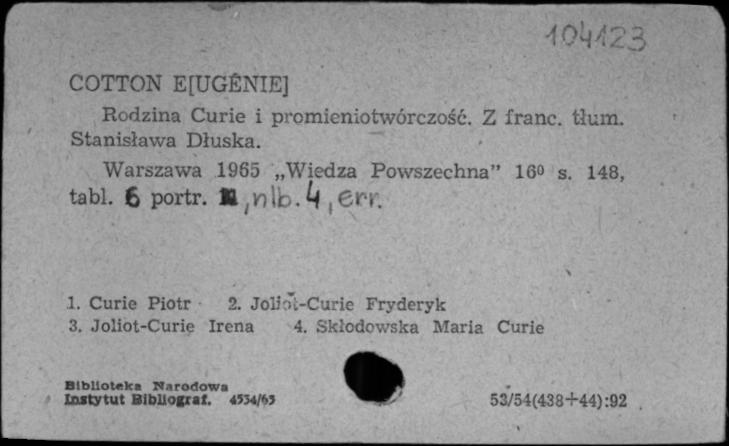 104123
COTTON E[UGÊNIE]
Rodzina Curie i promieniotwórczość. Z franc. tłum.
Stanisława Dłuska.
Warszawa 1965 „Wiedza Powszechna” 16⁰ s. 148,
tabl. 6 portr. , nlb. 4, err.
1. Curie Piotr 2. Joliot-Curie Fryderyk
3. Joliot-Curie Irena 4. Skłodowska Maria Curie
Biblioteka Narodowa
Instytut Bibliograf. 4534/65
53/54(438+44):92